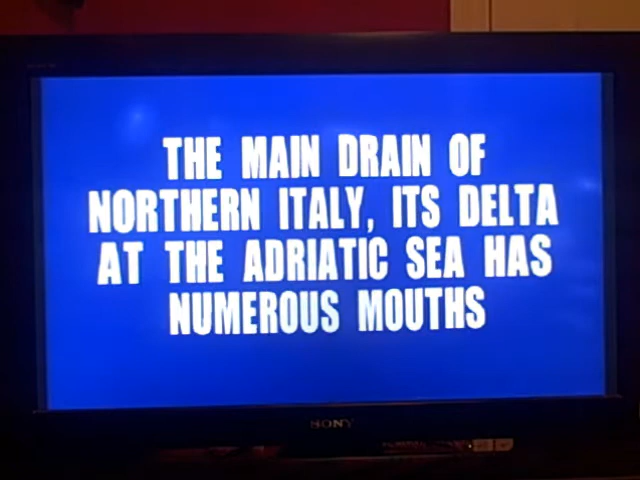 THE MAIN DRAIN OF
NORTHERN ITALY, ITS DELTA
AT THE ADRIATIC SEA HAS
NUMEROUS MOUTHS
SONY